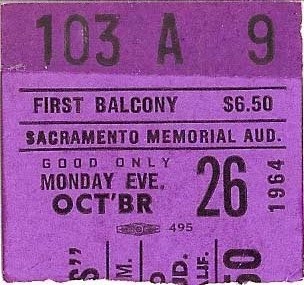 103 A 9
FIRST BALCONY $6.50
SACRAMENTO MEMORIAL AUD.
GOOD ONLY
MONDAY EVE. 26 1964
OCT'BR
495